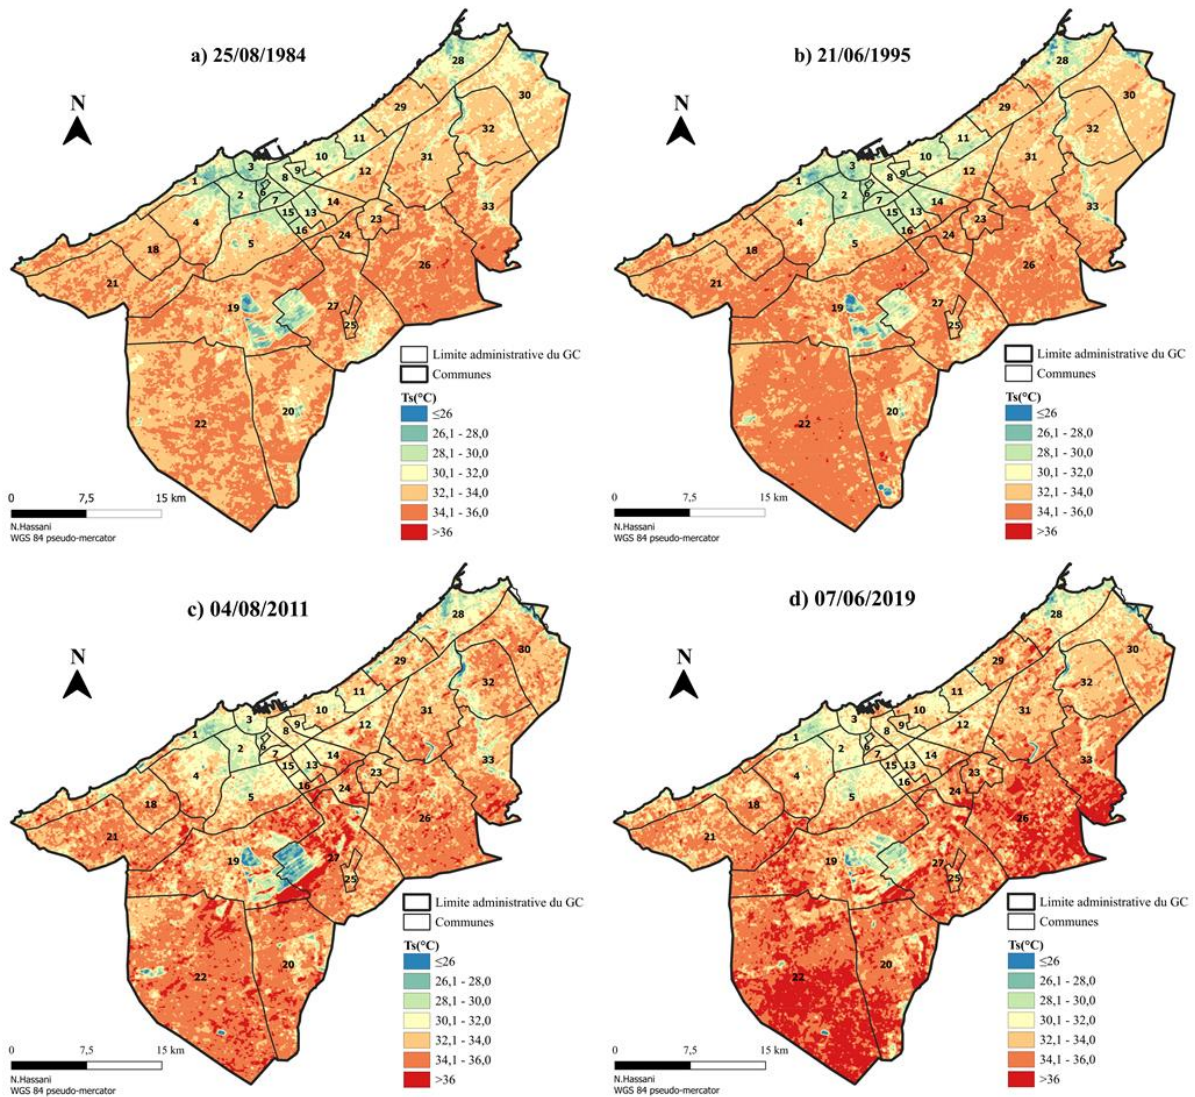 a) 25/08/1984
N
28
30
29
32
11
10
31
3
9
8
12
1
6
2
7
14
33
15
13
4
23
16
24
5
18
26
21
19
27
25
20
22
Limite administrative du GC
Communes
Ts(°C)
≤26
26,1 - 28,0
28,1 - 30,0
30,1 - 32,0
32,1 - 34,0
34,1 - 36,0
>36
0 7,5 15 km
N.Hassani
WGS 84 pseudo-mercator
b) 21/06/1995
N
28
30
29
32
11
10
31
3
9
8
12
1
6
2
7
14
33
15
13
4
23
16
24
5
18
26
21
19
27
25
20
22
Limite administrative du GC
Communes
Ts(°C)
≤26
26,1 - 28,0
28,1 - 30,0
30,1 - 32,0
32,1 - 34,0
34,1 - 36,0
>36
0 7,5 15 km
N.Hassani
WGS 84 pseudo-mercator
c) 04/08/2011
N
28
30
29
32
11
10
31
3
9
8
12
1
6
2
7
14
33
15
13
4
23
16
24
5
18
26
21
19
27
25
20
22
Limite administrative du GC
Communes
Ts(°C)
≤26
26,1 - 28,0
28,1 - 30,0
30,1 - 32,0
32,1 - 34,0
34,1 - 36,0
>36
0 7,5 15 km
N.Hassani
WGS 84 pseudo-mercator
d) 07/06/2019
N
28
30
29
32
11
10
31
3
9
8
12
1
6
2
7
14
33
15
13
4
23
16
24
5
18
26
21
19
27
25
20
22
Limite administrative du GC
Communes
Ts(°C)
≤26
26,1 - 28,0
28,1 - 30,0
30,1 - 32,0
32,1 - 34,0
34,1 - 36,0
>36
0 7,5 15 km
N.Hassani
WGS 84 pseudo-mercator